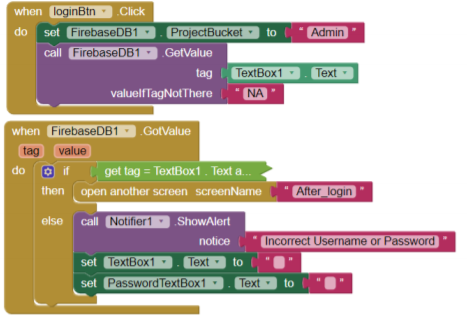 when loginBtn .Click
do set FirebaseDB1 . ProjectBucket to " Admin "
call FirebaseDB1 .GetValue
tag TextBox1 . Text
valueIfTagNotThere " NA "
when FirebaseDB1 .GotValue
tag value
do if get tag = TextBox1 . Text a...
then open another screen screenName " After_login "
else call Notifier1 .ShowAlert
notice " Incorrect Username or Password "
set TextBox1 . Text to " "
set PasswordTextBox1 . Text to " "